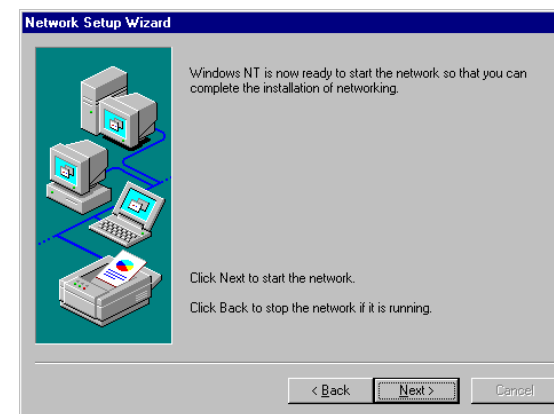 Network Setup Wizard
Windows NT is now ready to start the network so that you can
complete the installation of networking.
Click Next to start the network.
Click Back to stop the network if it is running.
< Back
Next >
Cancel